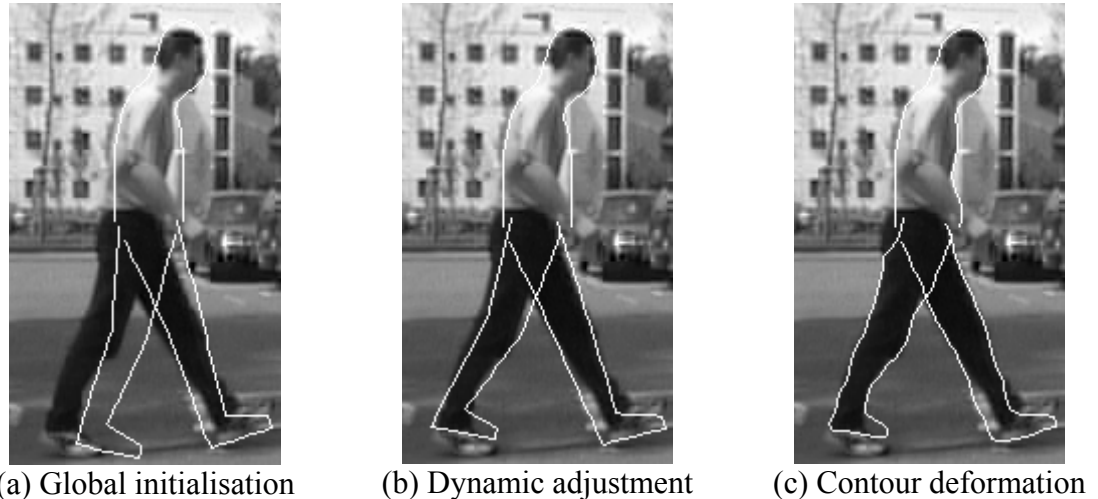 (a) Global initialisation
(b) Dynamic adjustment
(c) Contour deformation